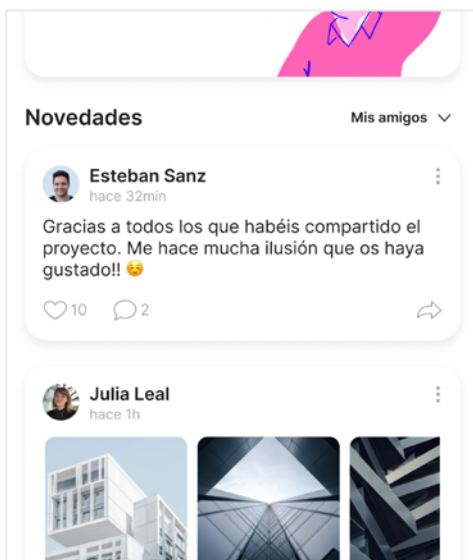 Novedades
Mis amigos
Esteban Sanz
hace 32min
Gracias a todos los que habéis compartido el
proyecto. Me hace mucha ilusión que os haya
gustado!! ☺️
10 2
Julia Leal
hace 1h